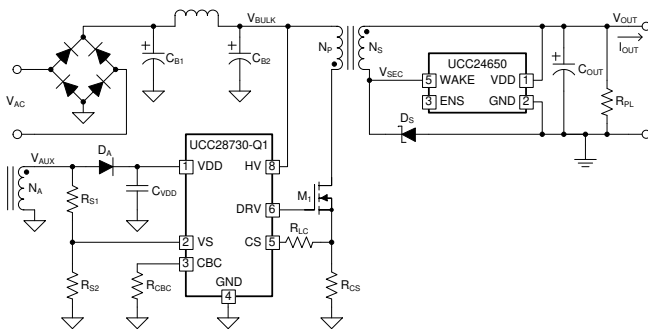 V_BULK
N_P
N_S
V_OUT
I_OUT
UCC24650
C_B1
C_B2
V_SEC
5
WAKE
VDD
1
C_OUT
3
ENS
GND
2
R_PL
V_AC
D_S
UCC28730-Q1
V_AUX
D_A
1
VDD
HV
8
N_A
R_S1
C_VDD
M_1
DRV
6
R_LC
2
VS
CS
5
3
CBC
R_S2
R_CBC
GND
4
R_CS